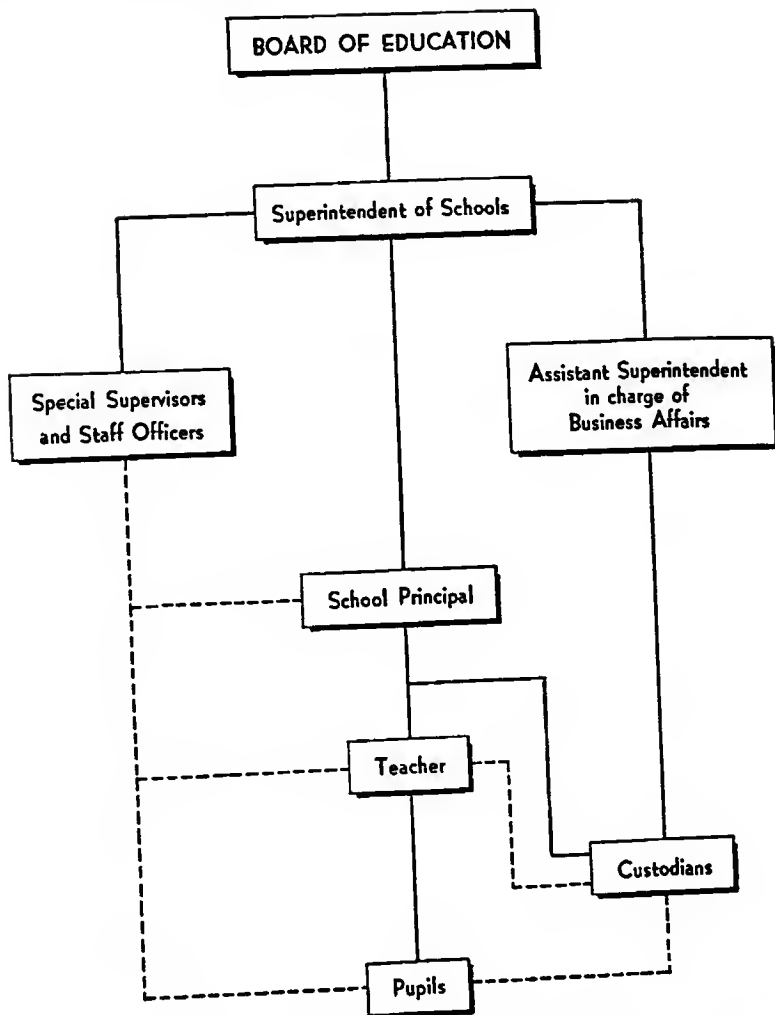 BOARD OF EDUCATION
Superintendent of Schools
Special Supervisors
and Staff Officers
Assistant Superintendent
in charge of
Business Affairs
School Principal
Teacher
Custodians
Pupils